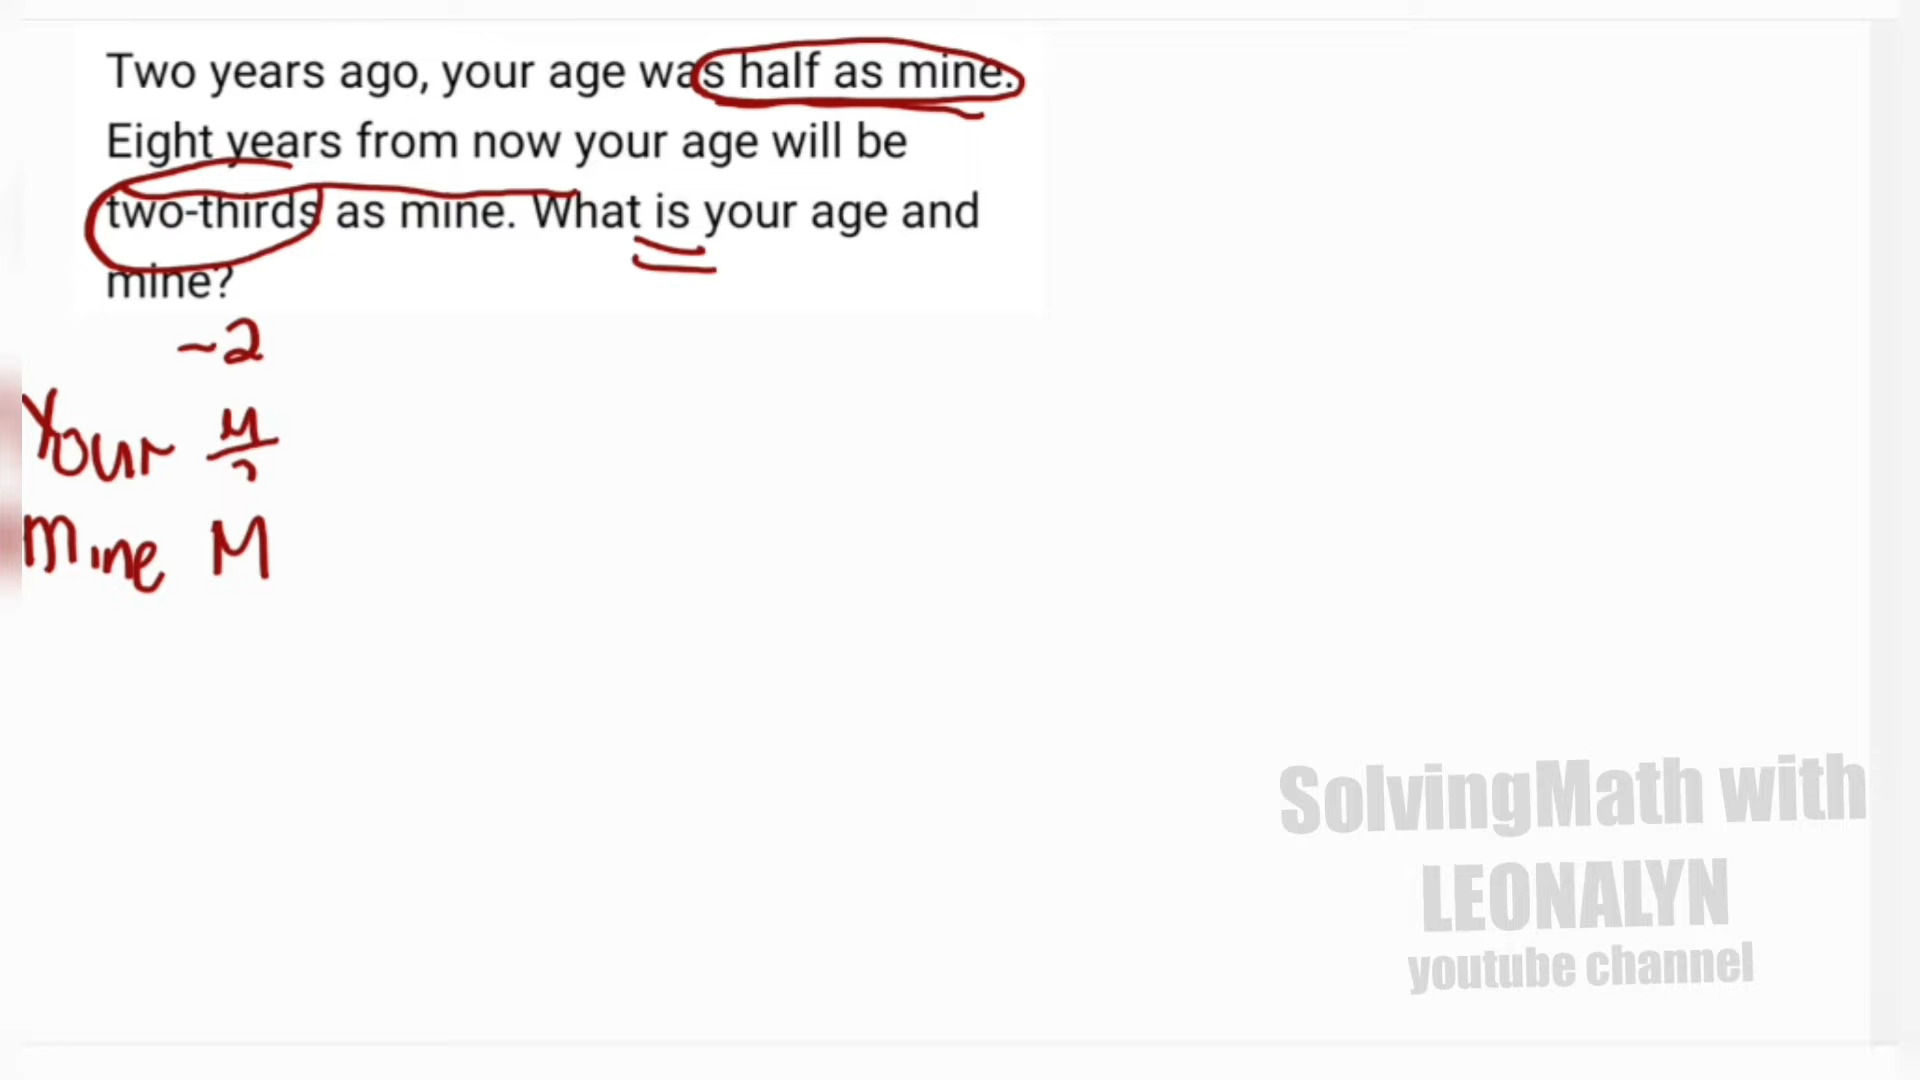 Two years ago, your age was half as mine.
Eight years from now your age will be
two-thirds as mine. What is your age and
mine?
-2
Your M/2
Mine M
SolvingMath with
LEONALYN
youtube channel